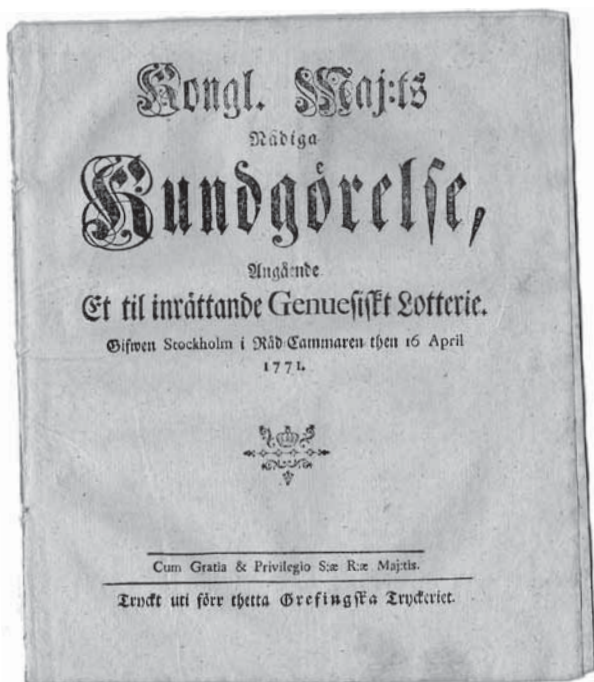 Kongl. Maj:ts
Nådiga
Kundgörelse,
Angående
Et til inrättande Genuesiskt Lotterie.
Gifwen Stockholm i Råd-Cammaren then 16 April
1771.
Cum Gratia & Privilegio S:æ R:æ Maj:tis.
Tryckt uti förr thetta Grefingska Tryckeriet.